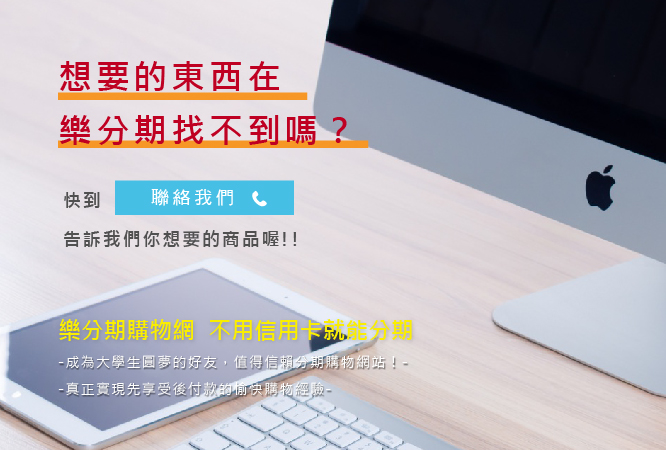 想要的東西在
樂分期找不到嗎？
快到 聯絡我們
告訴我們你想要的商品喔!!
樂分期購物網 不用信用卡就能分期
-成為大學生圓夢的好友，值得信賴分期購物網站！-
-真正實現先享受後付款的愉快購物經驗-